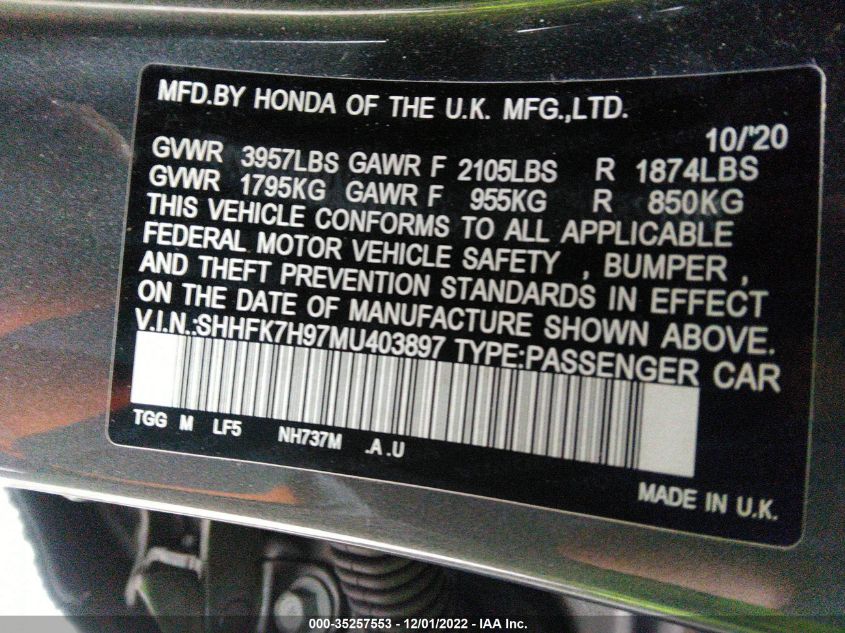 MFD.BY HONDA OF THE U.K. MFG.,LTD.
10/'20
GVWR 3957LBS GAWR F 2105LBS R 1874LBS
GVWR 1795KG GAWR F 955KG R 850KG
THIS VEHICLE CONFORMS TO ALL APPLICABLE
FEDERAL MOTOR VEHICLE SAFETY , BUMPER ,
AND THEFT PREVENTION STANDARDS IN EFFECT
ON THE DATE OF MANUFACTURE SHOWN ABOVE.
V.I.N.:SHHFK7H97MU403897 TYPE:PASSENGER CAR
TGG M LF5 NH737M .A .U
MADE IN U.K.
000-35257553 - 12/01/2022 - IAA Inc.